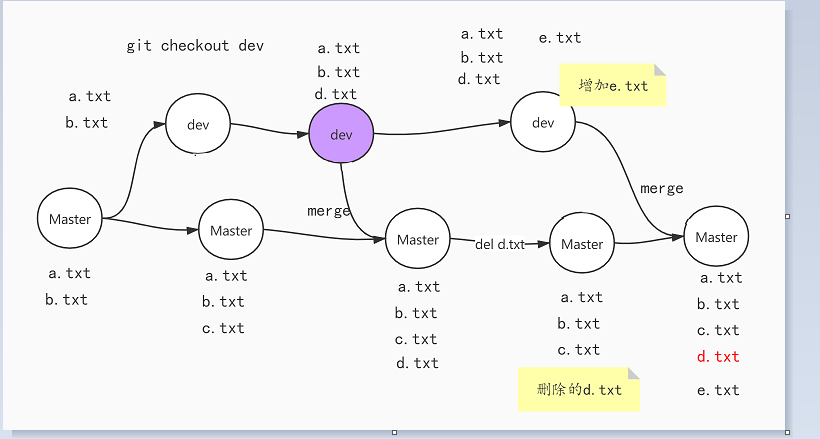 git checkout dev
a.txt
b.txt
dev
a.txt
b.txt
d.txt
dev
a.txt
b.txt
d.txt
e.txt
增加e.txt
dev
Master
a.txt
b.txt
Master
a.txt
b.txt
c.txt
merge
Master
a.txt
b.txt
c.txt
d.txt
del d.txt
Master
a.txt
b.txt
c.txt
删除的d.txt
merge
Master
a.txt
b.txt
c.txt
d.txt
e.txt